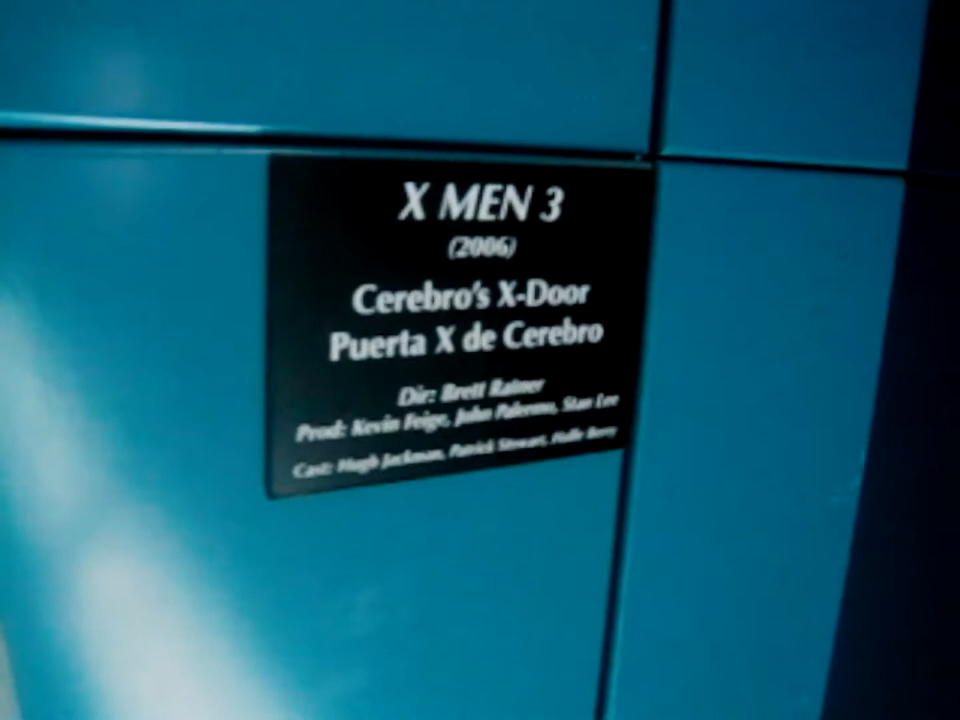 X MEN 3
(2006)
Cerebro's X-Door
Puerta X de Cerebro
Dir: Brett Ratner
Prod: Kevin Feige, John Palermo, Stan Lee
Cast: Hugh Jackman, Patrick Stewart, Halle Berry